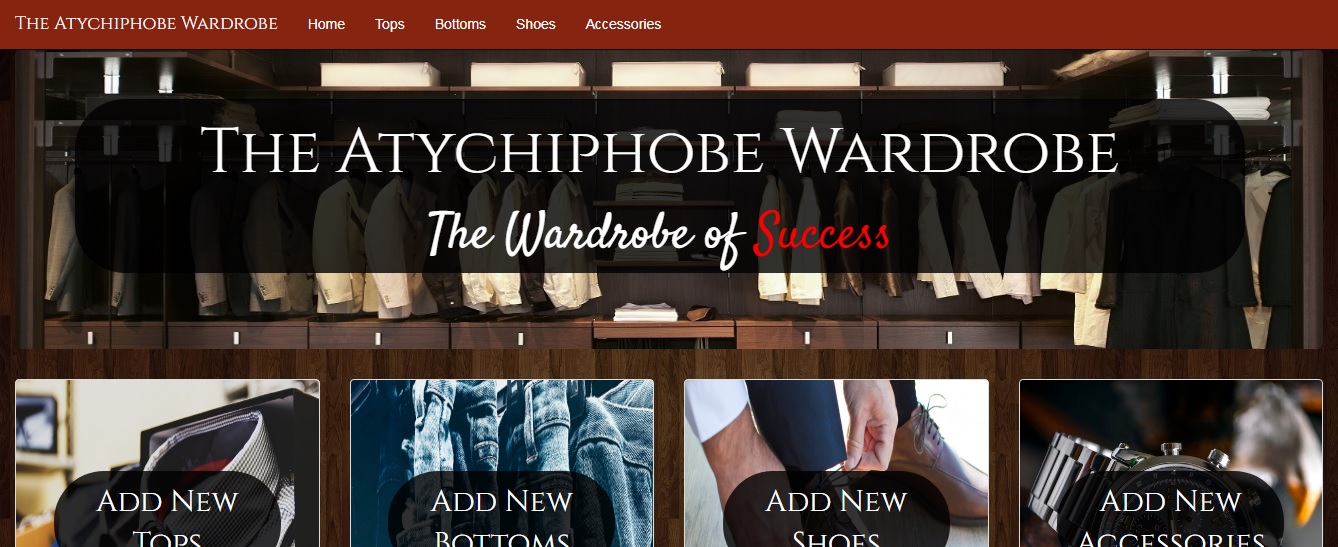 The Atychiphobe Wardrobe Home Tops Bottoms Shoes Accessories
The Atychiphobe Wardrobe
The Wardrobe of Success
Add New
Tops
Add New
Bottoms
Add New
Shoes
Add New
Accessories